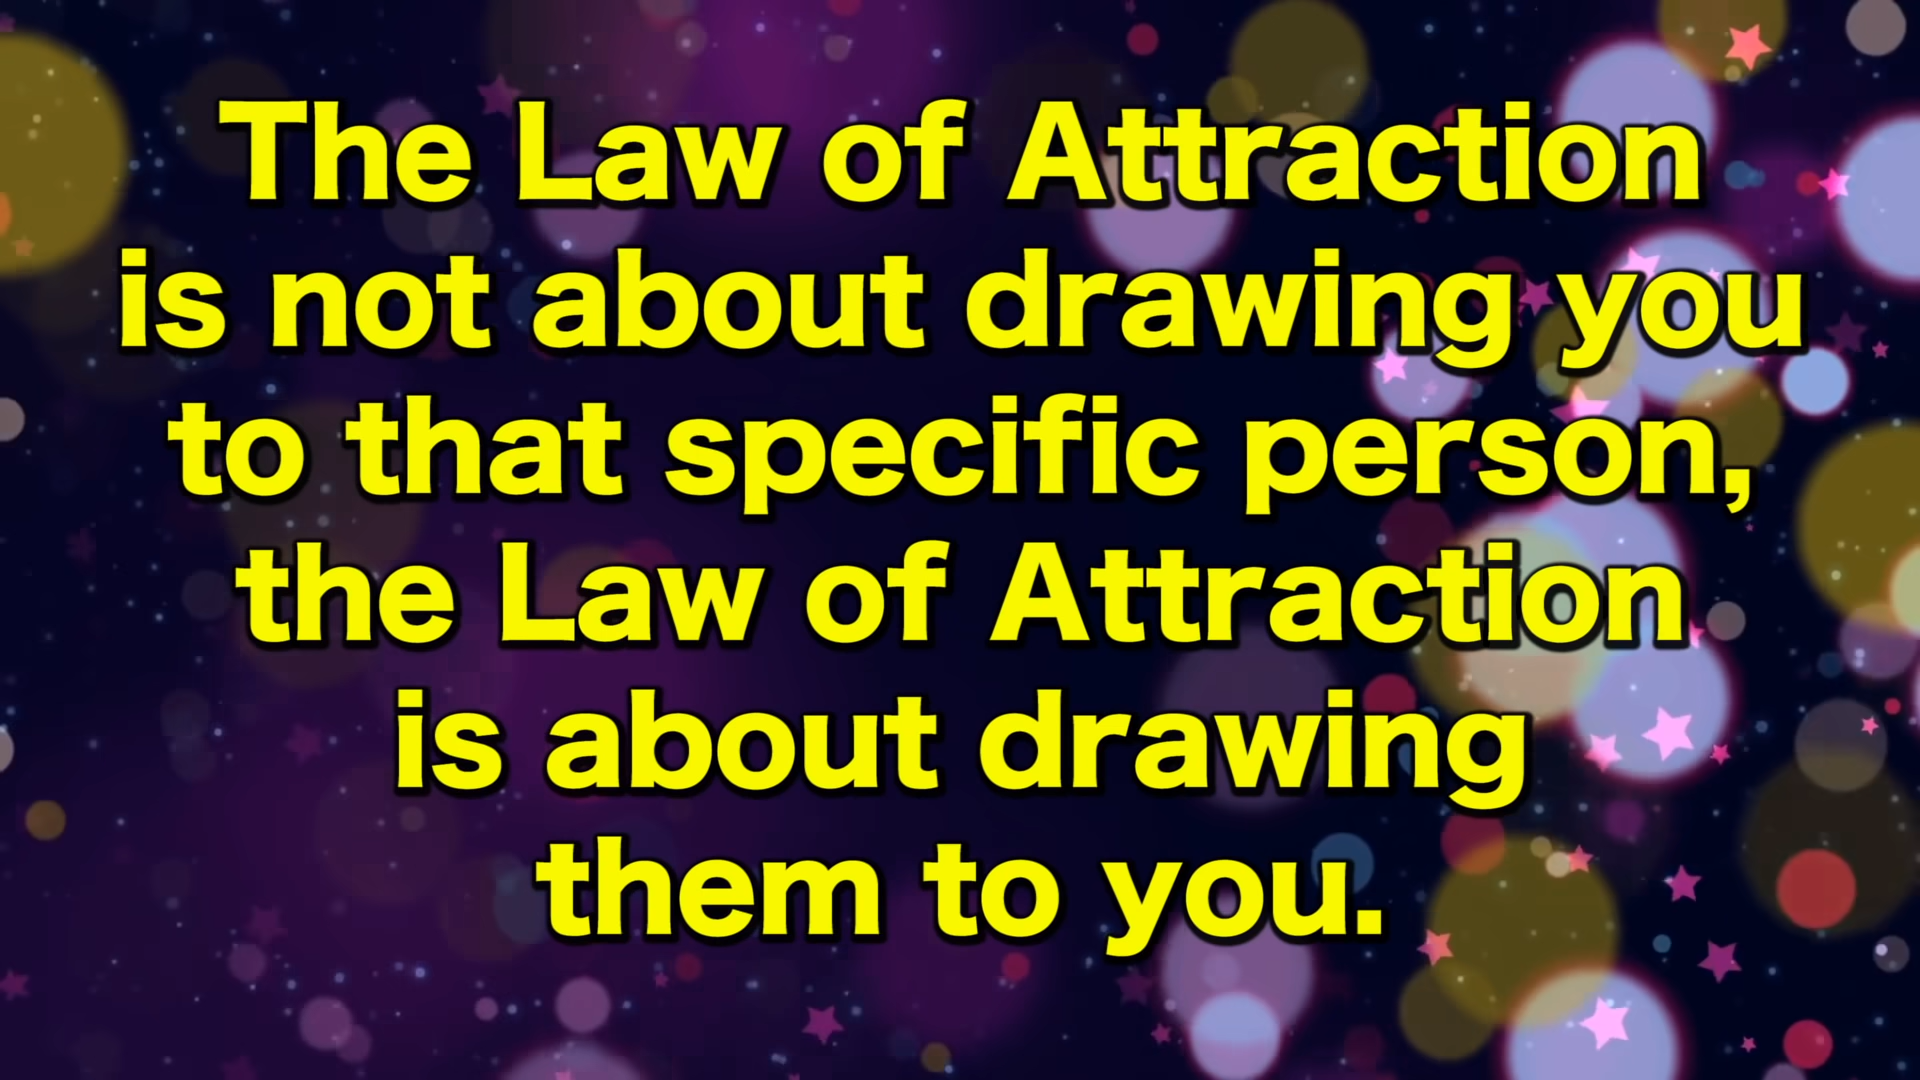 The Law of Attraction
is not about drawing you
to that specific person,
the Law of Attraction
is about drawing
them to you.